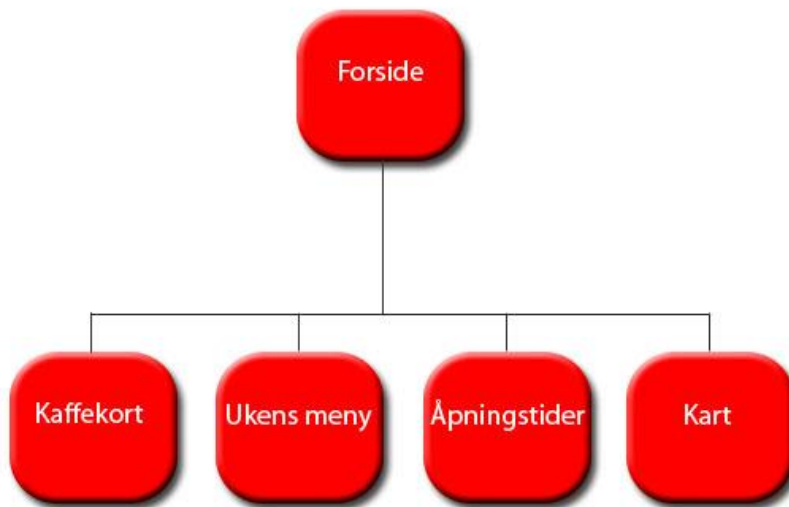 Forside
Kaffekort
Ukens meny
Åpningstider
Kart